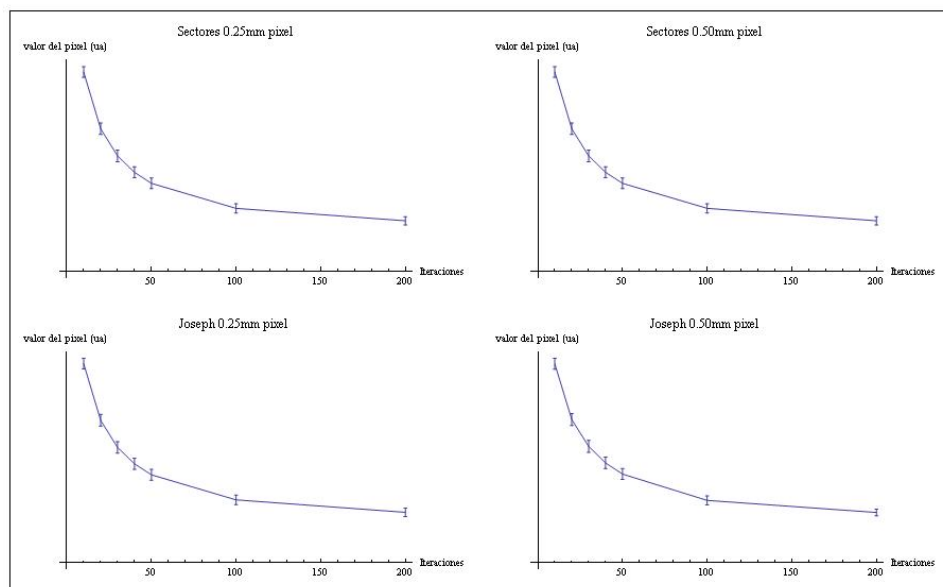 Sectores 0.25mm pixel
valor del pixel (ua)
Iteraciones
50 100 150 200
Sectores 0.50mm pixel
valor del pixel (ua)
Iteraciones
50 100 150 200
Joseph 0.25mm pixel
valor del pixel (ua)
Iteraciones
50 100 150 200
Joseph 0.50mm pixel
valor del pixel (ua)
Iteraciones
50 100 150 200